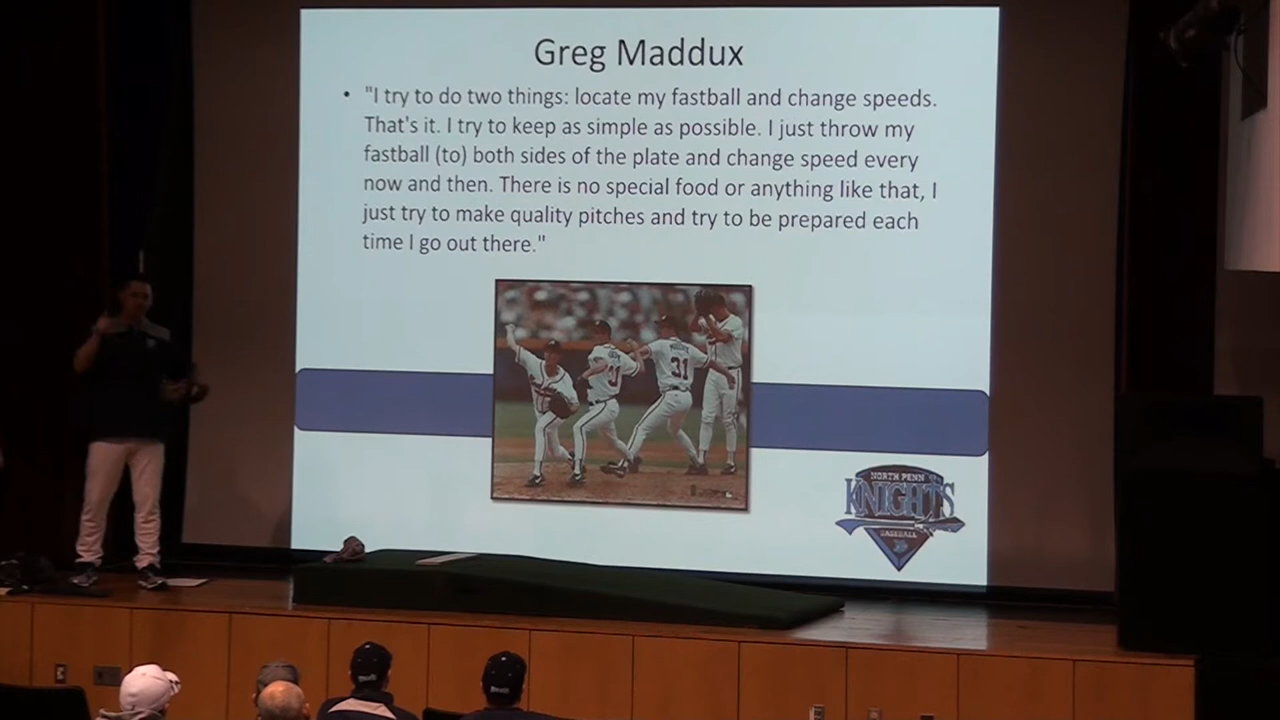 Greg Maddux
• "I try to do two things: locate my fastball and change speeds.
That's it. I try to keep as simple as possible. I just throw my
fastball (to) both sides of the plate and change speed every
now and then. There is no special food or anything like that, I
just try to make quality pitches and try to be prepared each
time I go out there."
MADDUX
31
NORTH PENN
KNIGHTS
BASEBALL